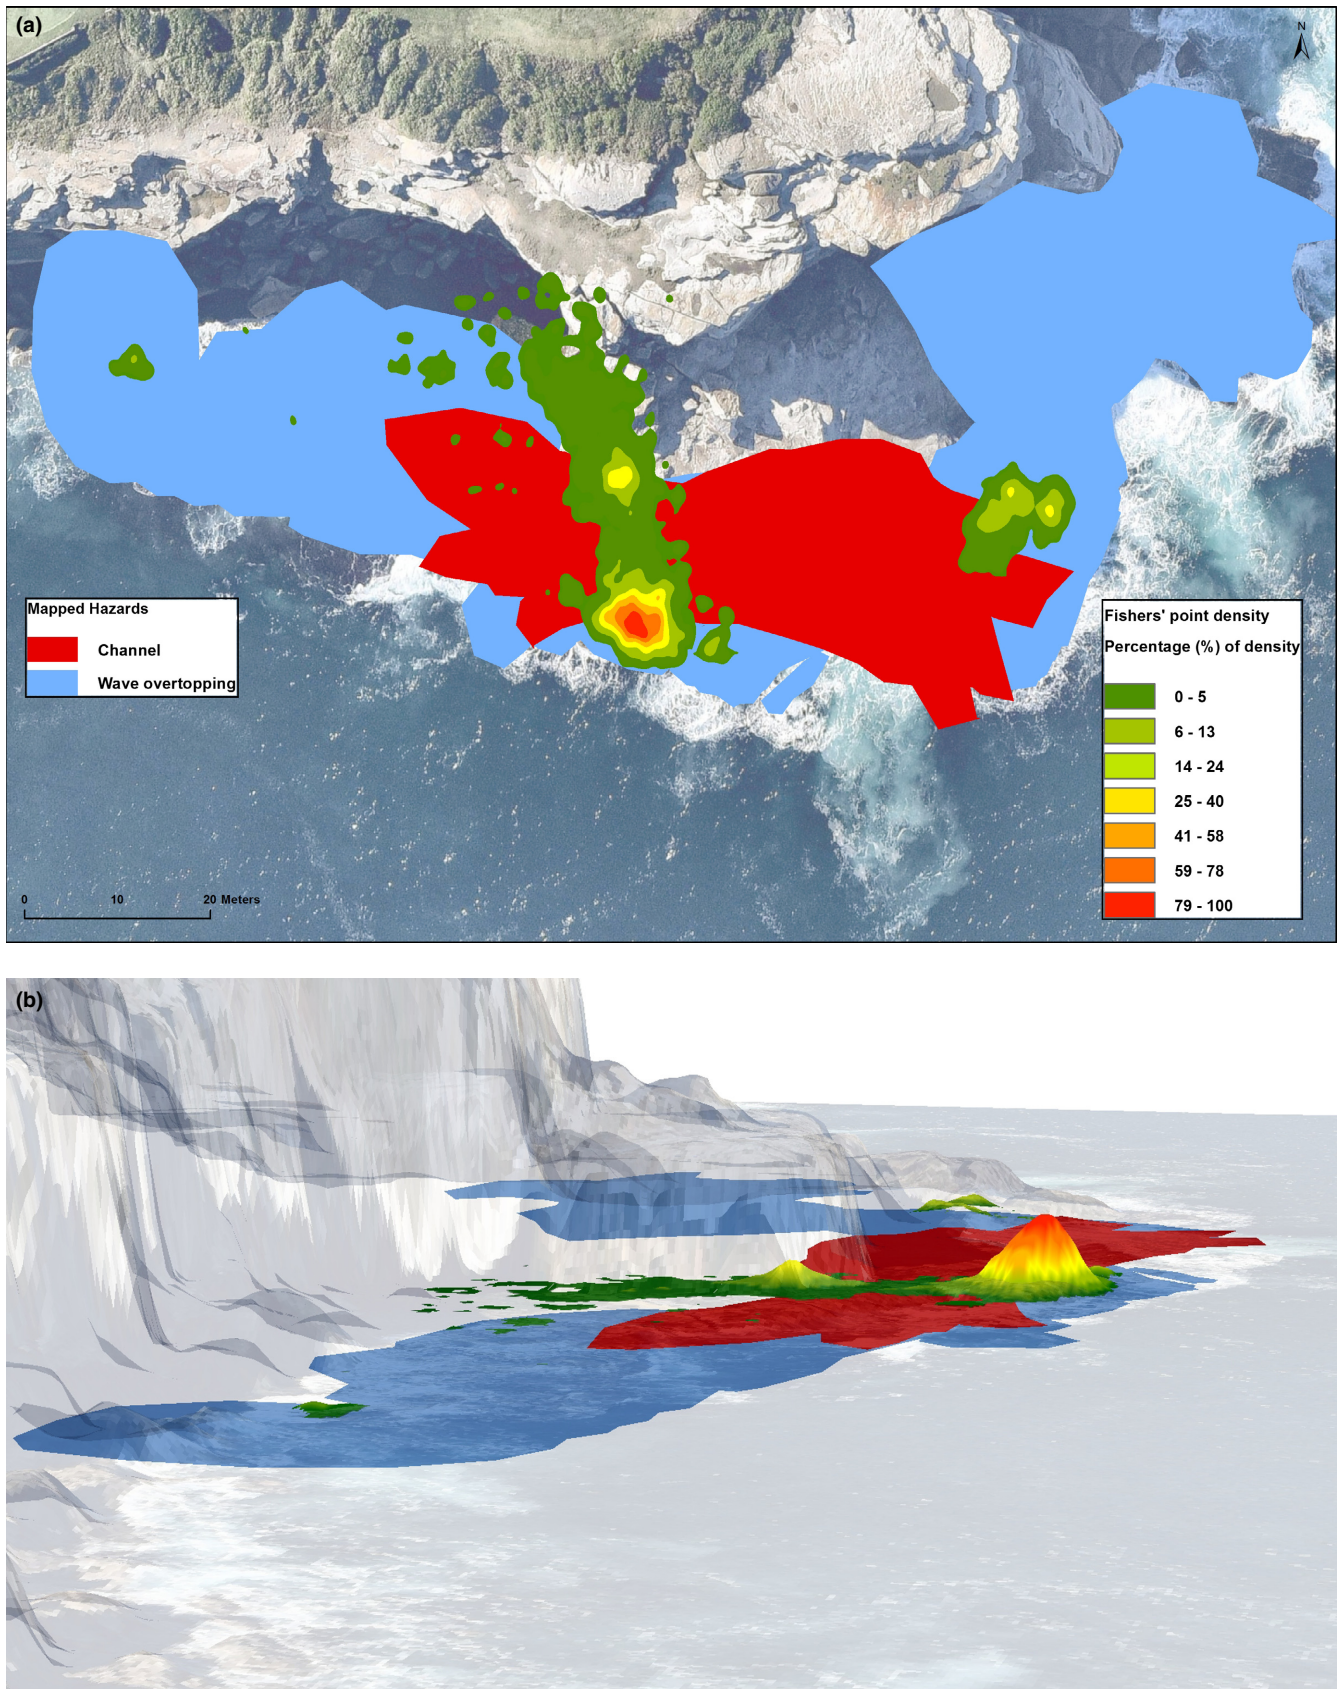 (a)
N
Mapped Hazards
Channel
Wave overtopping
Fishers' point density
Percentage (%) of density
0 - 5
6 - 13
14 - 24
25 - 40
41 - 58
59 - 78
79 - 100
0 10 20 Meters
(b)